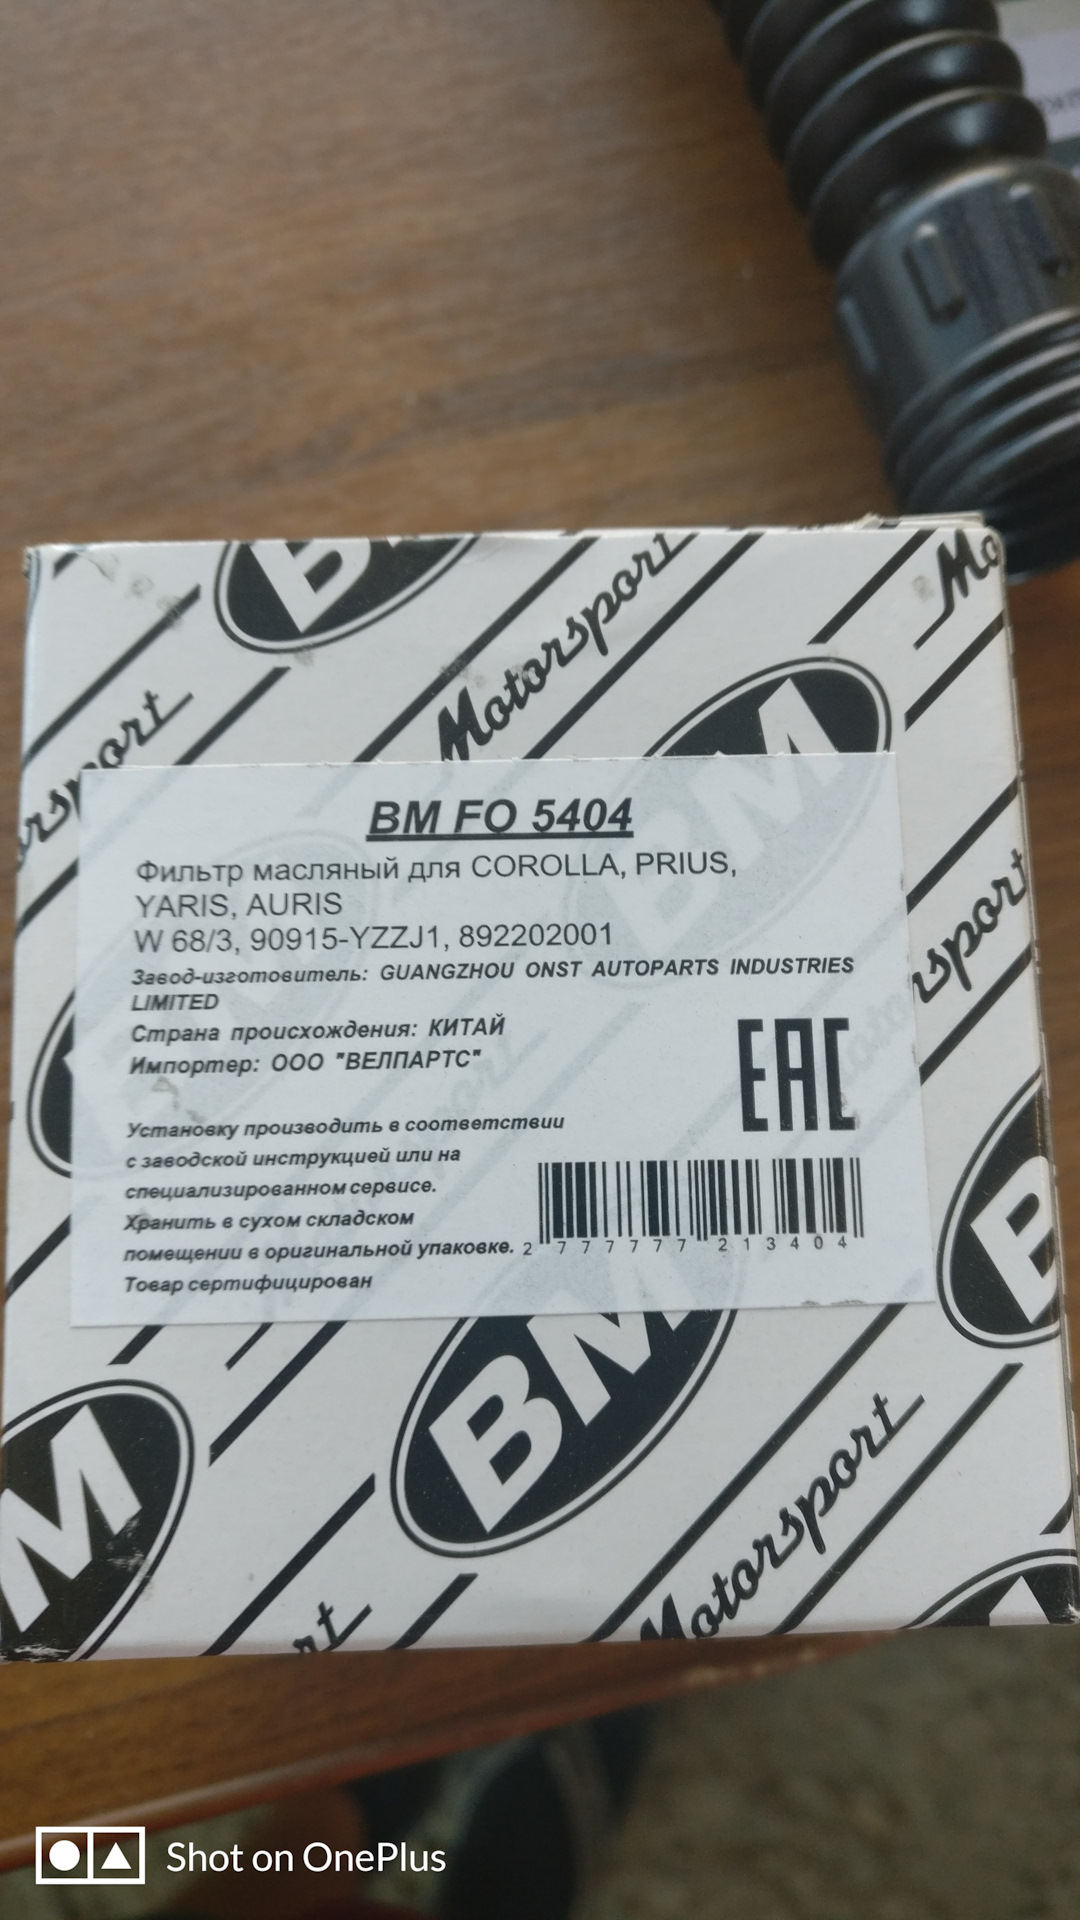 Motorsport
BM
BM FO 5404
Фильтр масляный для COROLLA, PRIUS,
YARIS, AURIS
W 68/3, 90915-YZZJ1, 892202001
Завод-изготовитель: GUANGZHOU ONST AUTOPARTS INDUSTRIES
LIMITED
Страна происхождения: КИТАЙ
Импортер: ООО "ВЕЛПАРТС"
EAC
Установку производить в соответствии
с заводской инструкцией или на
специализированном сервисе.
Хранить в сухом складском
помещении в оригинальной упаковке.
Товар сертифицирован
2 777777 213404
BM
Motorsport
Shot on OnePlus